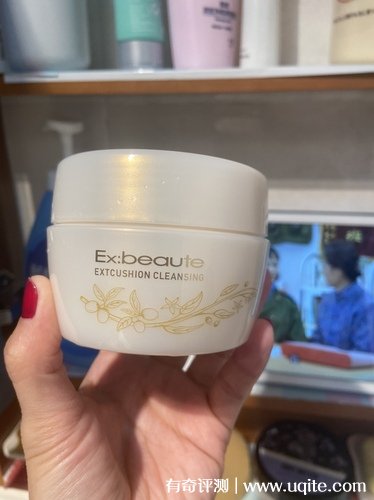 Ex:beaute
EXTCUSHION CLEANSING
有奇评测 | www.uqite.com